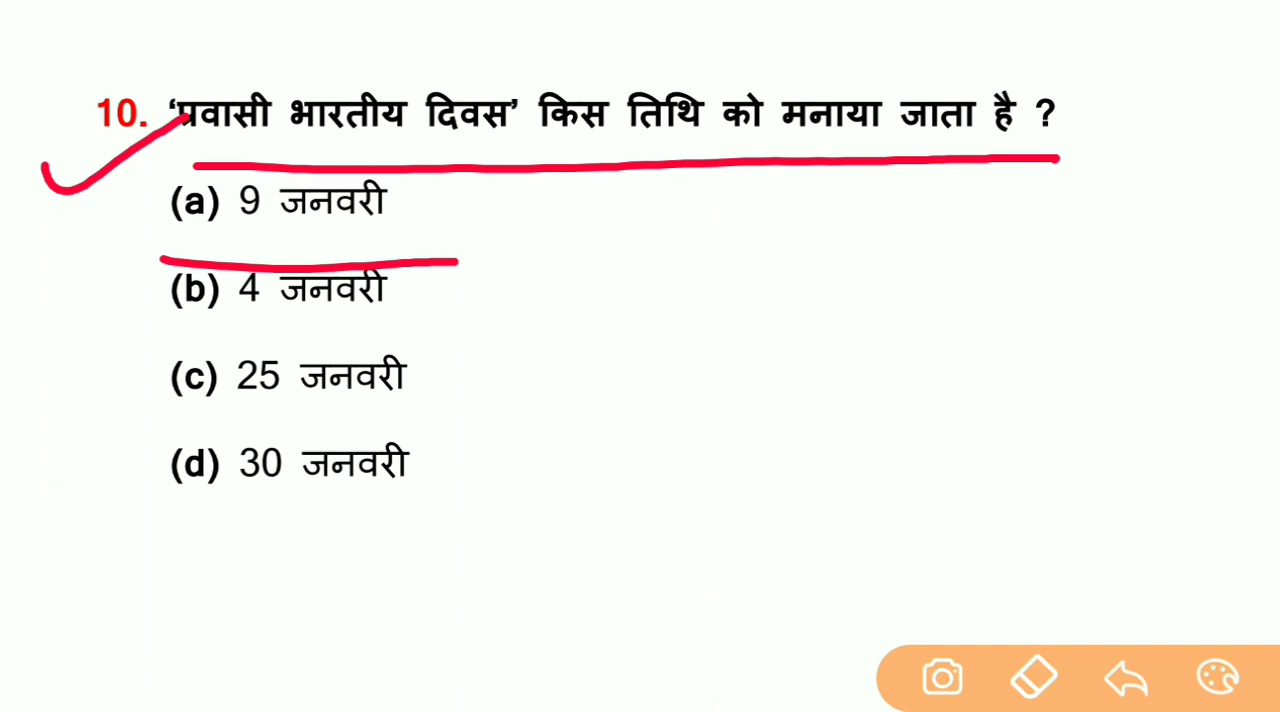 10. ‘प्रवासी भारतीय दिवस’ किस तिथि को मनाया जाता है ?
(a) 9 जनवरी
(b) 4 जनवरी
(c) 25 जनवरी
(d) 30 जनवरी